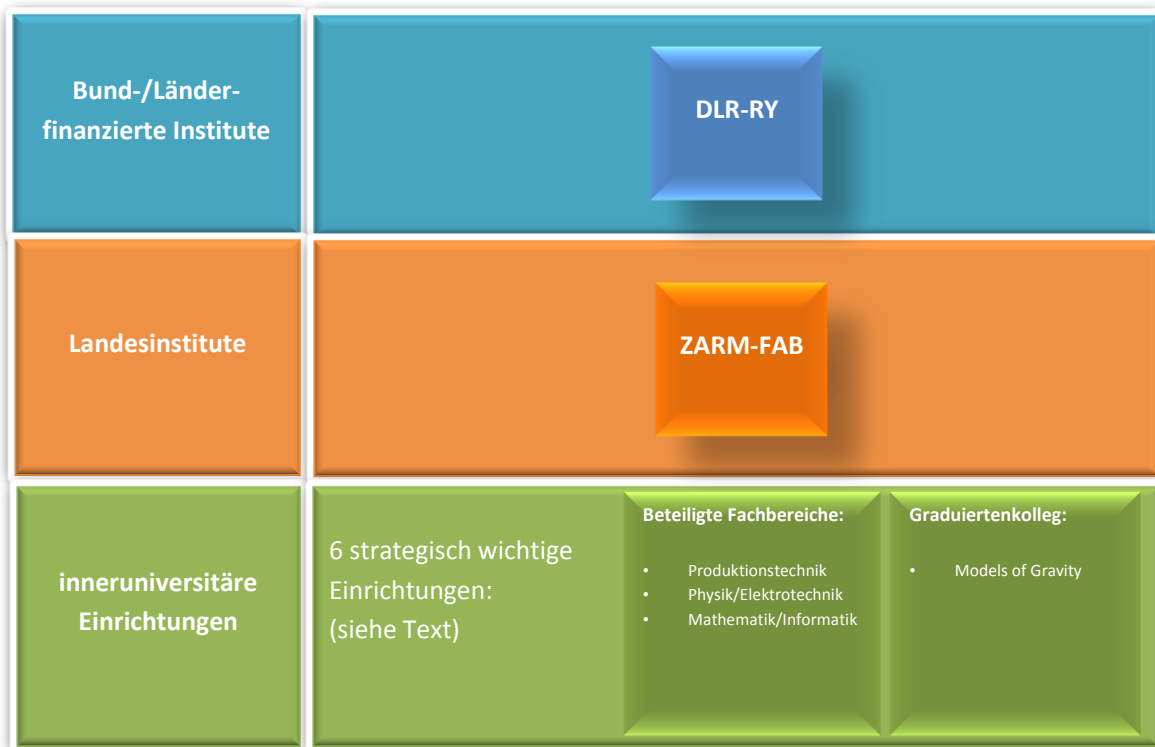 Bund-/Länder-
finanzierte Institute
DLR-RY
Landesinstitute
ZARM-FAB
inneruniversitäre
Einrichtungen
6 strategisch wichtige
Einrichtungen:
(siehe Text)
Beteiligte Fachbereiche:
• Produktionstechnik
• Physik/Elektrotechnik
• Mathematik/Informatik
Graduiertenkolleg:
• Models of Gravity